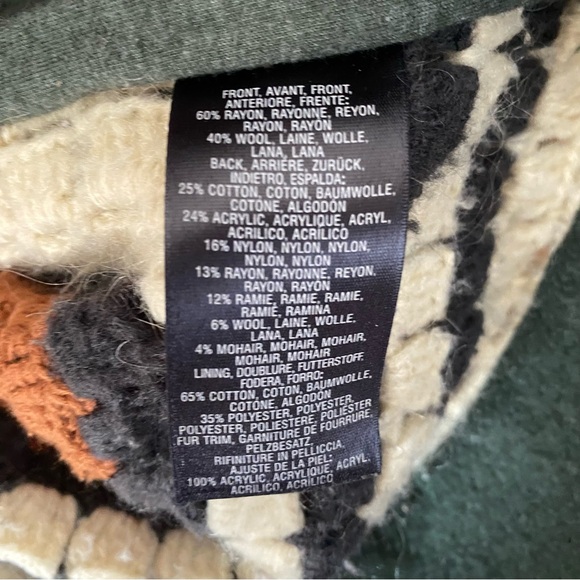 FRONT, AVANT, FRONT,
ANTERIORE, FRENTE:
60% RAYON, RAYONNE, REYON,
RAYON, RAYÓN
40% WOOL, LAINE, WOLLE,
LANA, LANA
BACK, ARRIÈRE, ZURÜCK,
INDIETRO, ESPALDA:
25% COTTON, COTON, BAUMWOLLE,
COTONE, ALGODÓN
24% ACRYLIC, ACRYLIQUE, ACRYL,
ACRILICO, ACRÍLICO
16% NYLON, NYLON, NYLON,
NYLON, NYLON
13% RAYON, RAYONNE, REYON,
RAYON, RAYÓN
12% RAMIE, RAMIE, RAMIE,
RAMIÉ, RAMINA
6% WOOL, LAINE, WOLLE,
LANA, LANA
4% MOHAIR, MOHAIR, MOHAIR,
MOHAIR, MOHAIR
LINING, DOUBLURE, FUTTERSTOFF,
FODERA, FORRO:
65% COTTON, COTON, BAUMWOLLE,
COTONE, ALGODÓN
35% POLYESTER, POLYESTER,
POLYESTER, POLIESTERE, POLIÉSTER
FUR TRIM, GARNITURE DE FOURRURE,
PELZBESATZ,
RIFINITURE IN PELLICCIA,
AJUSTE DE LA PIEL:
100% ACRYLIC, ACRYLIQUE, ACRYL,
ACRILICO, ACRÍLICO